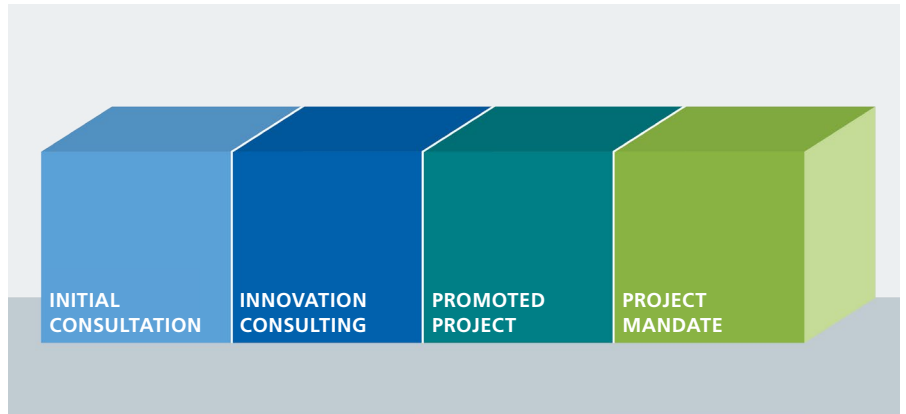 INITIAL
CONSULTATION
INNOVATION
CONSULTING
PROMOTED
PROJECT
PROJECT
MANDATE